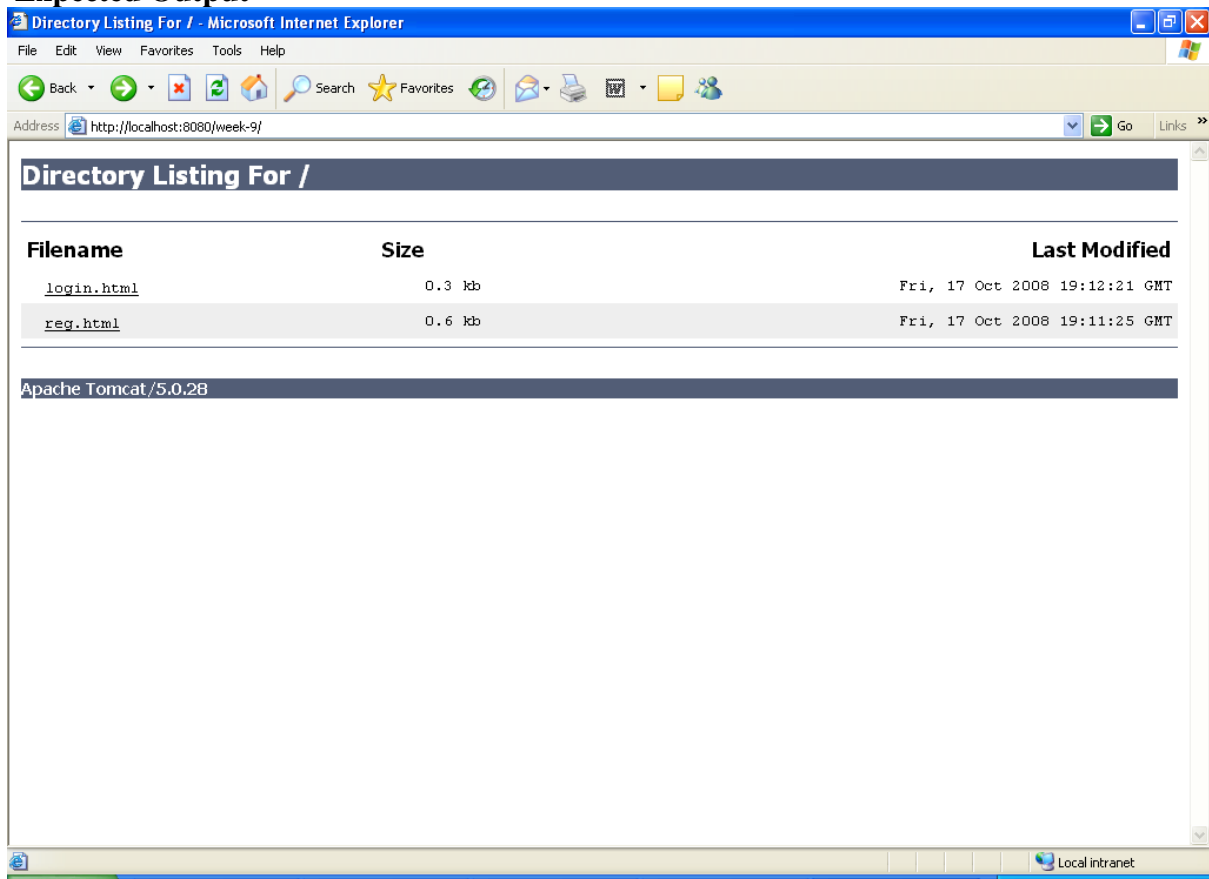 Expected Output
Directory Listing For / - Microsoft Internet Explorer
File Edit View Favorites Tools Help
Back Search Favorites
Address http://localhost:8080/week-9/ Go Links »
Directory Listing For /
Filename Size Last Modified
login.html 0.3 kb Fri, 17 Oct 2008 19:12:21 GMT
reg.html 0.6 kb Fri, 17 Oct 2008 19:11:25 GMT
Apache Tomcat/5.0.28
Local intranet